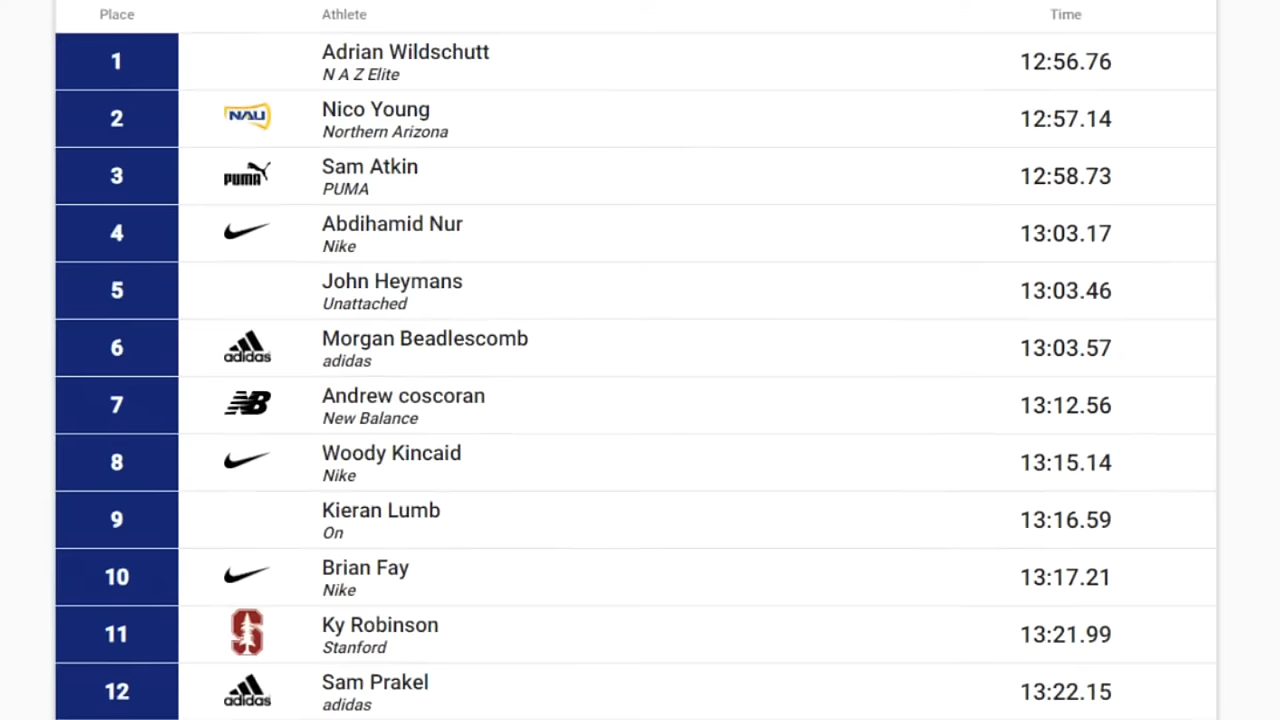 Place Athlete Time
1 Adrian Wildschutt 12:56.76
N A Z Elite
2 NAU Nico Young 12:57.14
Northern Arizona
3 PUMA Sam Atkin 12:58.73
PUMA
4 Abdihamid Nur 13:03.17
Nike
5 John Heymans 13:03.46
Unattached
6 adidas Morgan Beadlescomb 13:03.57
adidas
7 NB Andrew coscoran 13:12.56
New Balance
8 Woody Kincaid 13:15.14
Nike
9 Kieran Lumb 13:16.59
On
10 Brian Fay 13:17.21
Nike
11 S Ky Robinson 13:21.99
Stanford
12 adidas Sam Prakel 13:22.15
adidas